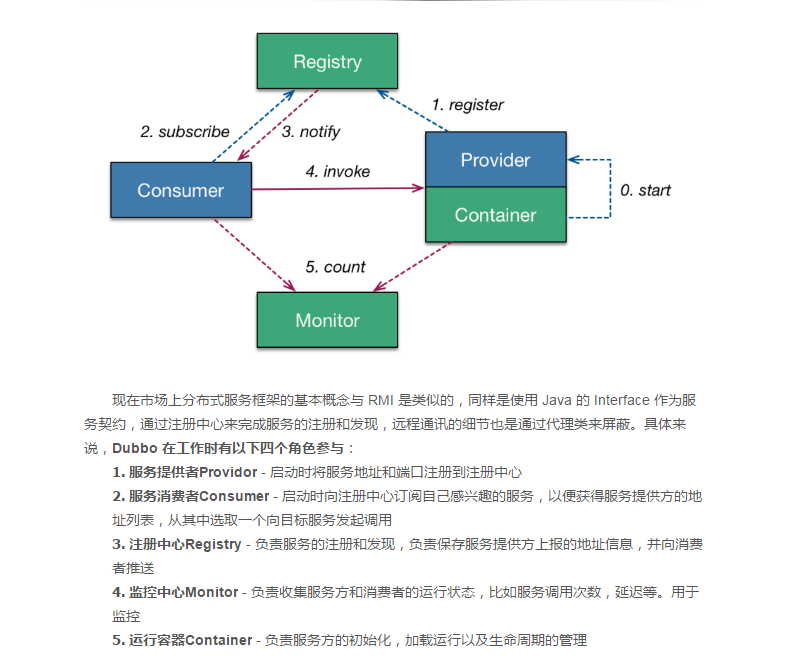 Registry
1. register
2. subscribe
3. notify
Provider
4. invoke
Consumer
0. start
Container
5. count
Monitor
现在市场上分布式服务框架的基本概念与 RMI 是类似的，同样是使用 Java 的 Interface 作为服
务契约，通过注册中心来完成服务的注册和发现，远程通讯的细节也是通过代理类来屏蔽。具体来
说，Dubbo 在工作时有以下四个角色参与：
1. 服务提供者Providor - 启动时将服务地址和端口注册到注册中心
2. 服务消费者Consumer - 启动时向注册中心订阅自己感兴趣的服务，以便获得服务提供方的地
址列表，从其中选取一个向目标服务发起调用
3. 注册中心Registry - 负责服务的注册和发现，负责保存服务提供方上报的地址信息，并向消费
者推送
4. 监控中心Monitor - 负责收集服务方和消费者的运行状态，比如服务调用次数，延迟等。用于
监控
5. 运行容器Container - 负责服务方的初始化，加载运行以及生命周期的管理